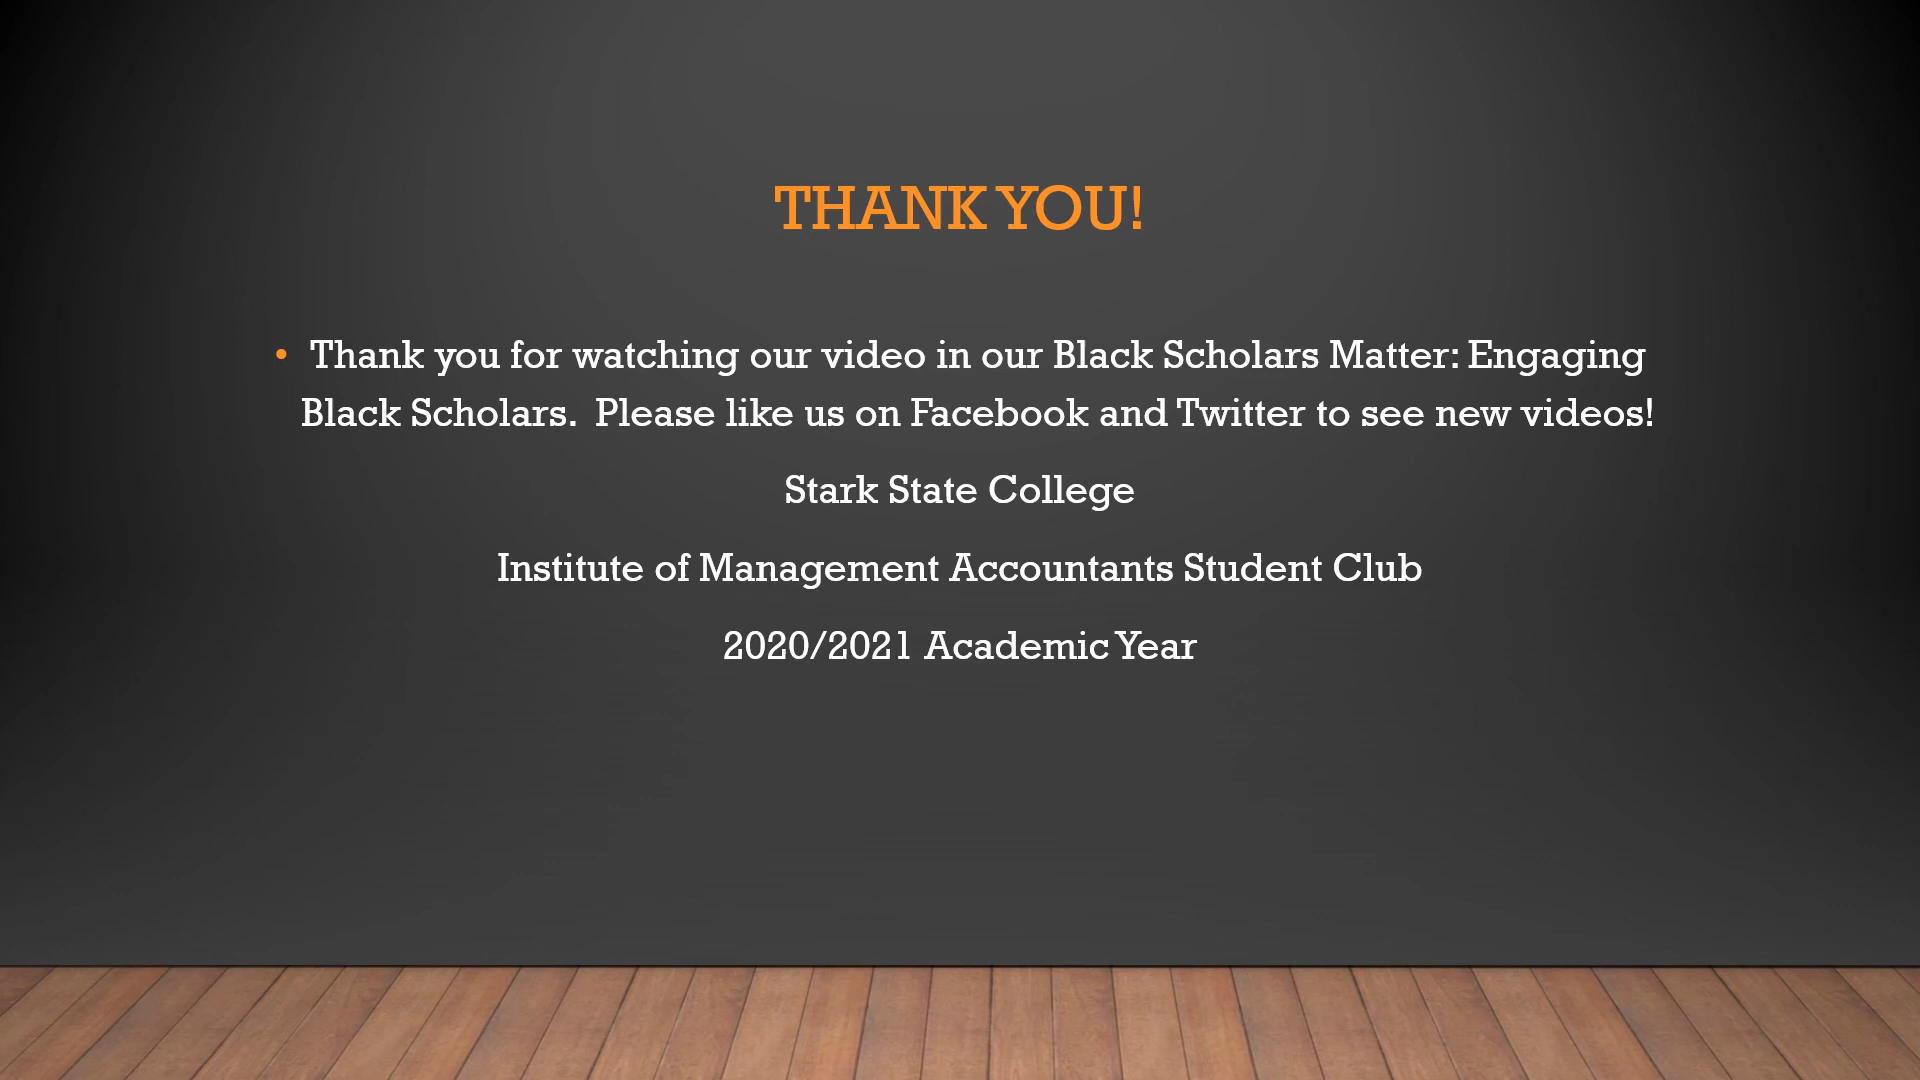 THANK YOU!
• Thank you for watching our video in our Black Scholars Matter: Engaging
Black Scholars.  Please like us on Facebook and Twitter to see new videos!
Stark State College
Institute of Management Accountants Student Club
2020/2021 Academic Year